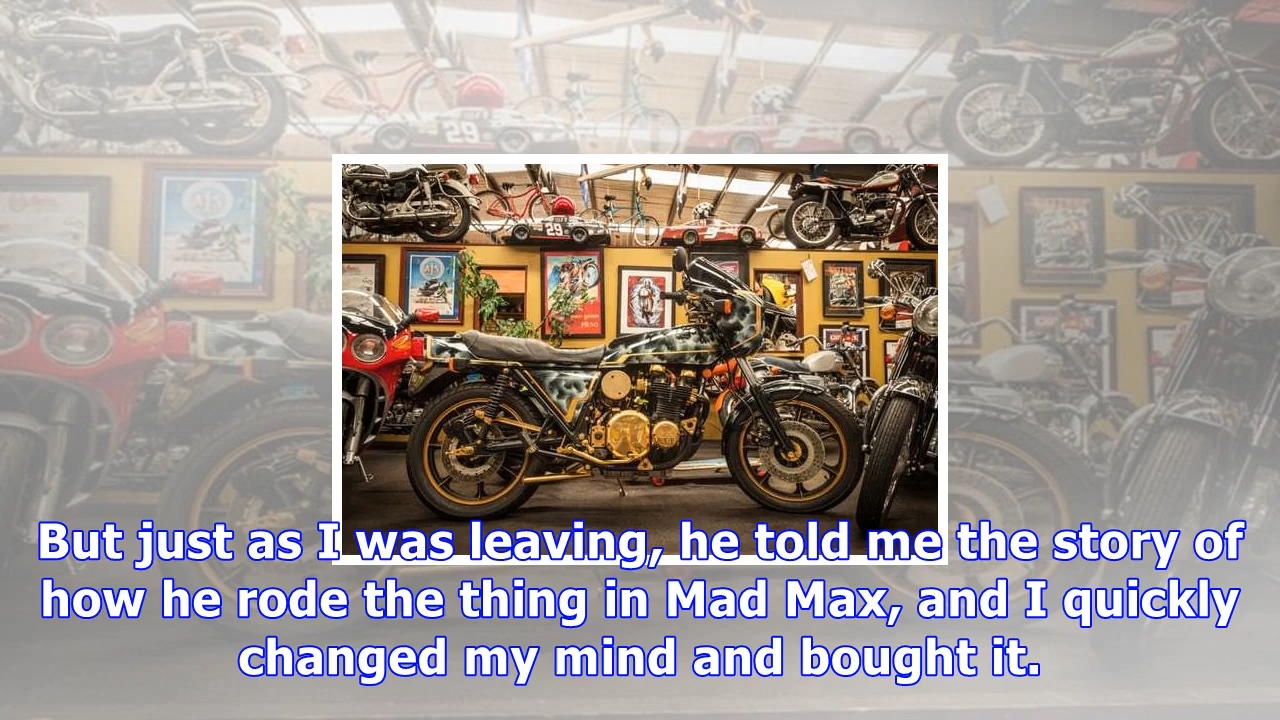 29
But just as I was leaving, he told me the story of
how he rode the thing in Mad Max, and I quickly
changed my mind and bought it.